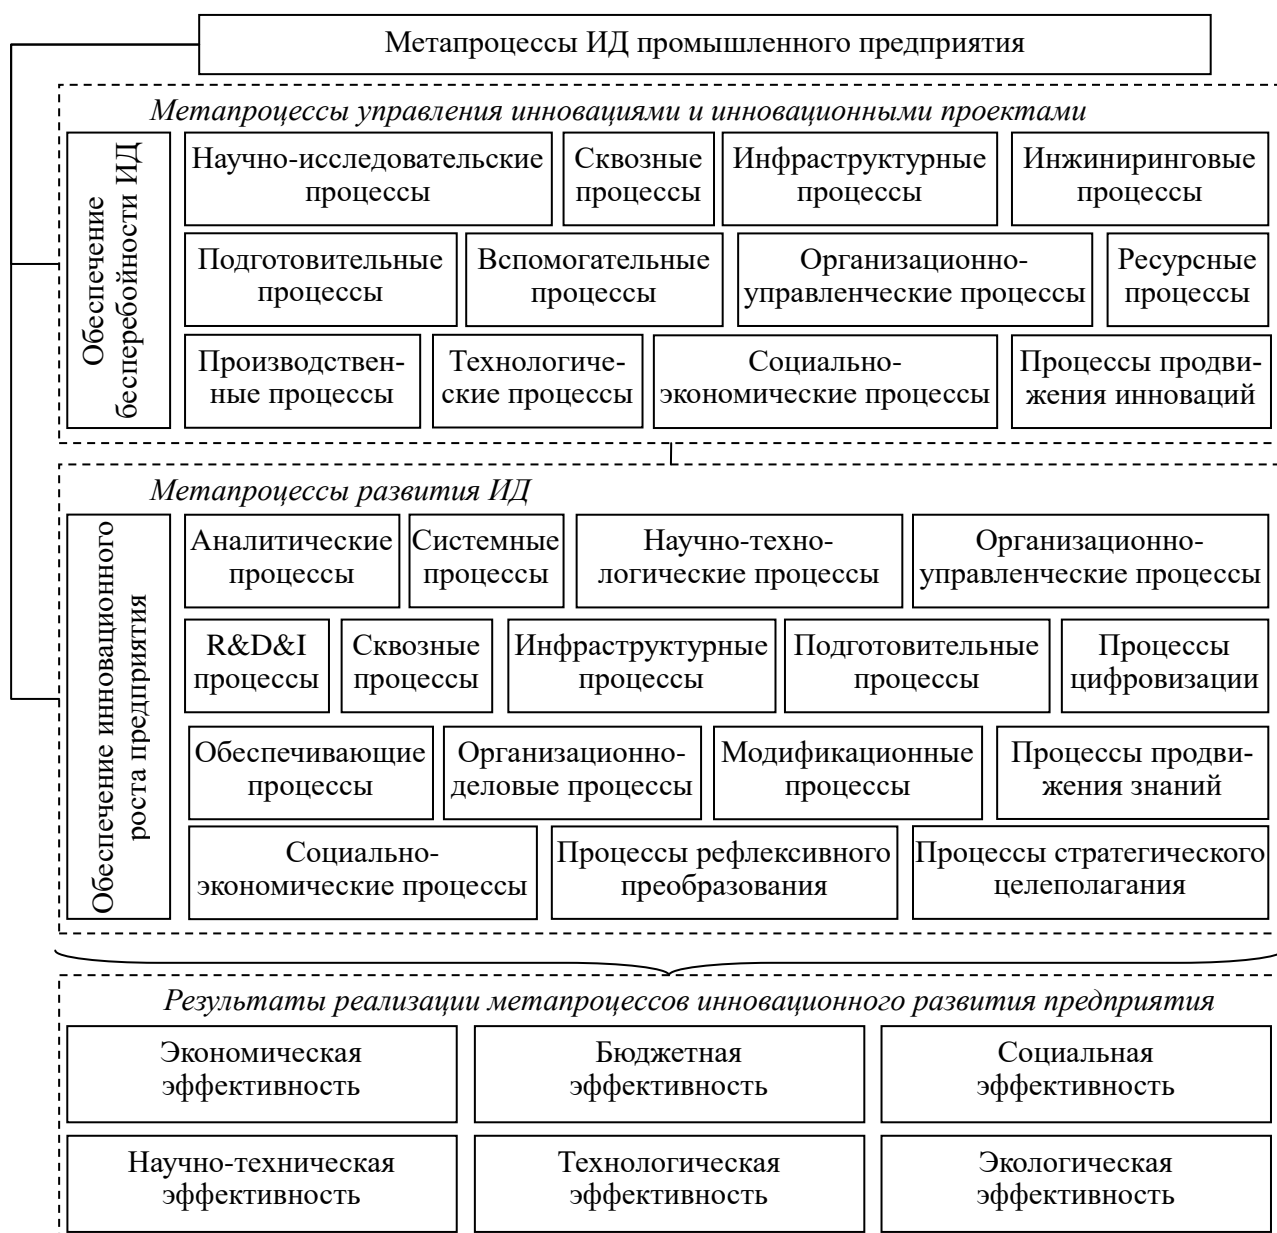 Метапроцессы ИД промышленного предприятия
Метапроцессы управления инновациями и инновационными проектами
Обеспечение
бесперебойности ИД
Научно-исследовательские
процессы
Сквозные
процессы
Инфраструктурные
процессы
Инжиниринговые
процессы
Подготовительные
процессы
Вспомогательные
процессы
Организационно-
управленческие процессы
Ресурсные
процессы
Производствен-
ные процессы
Технологиче-
ские процессы
Социально-
экономические процессы
Процессы продви-
жения инноваций
Метапроцессы развития ИД
Обеспечение инновационного
роста предприятия
Аналитические
процессы
Системные
процессы
Научно-техно-
логические процессы
Организационно-
управленческие процессы
R&D&I
процессы
Сквозные
процессы
Инфраструктурные
процессы
Подготовительные
процессы
Процессы
цифровизации
Обеспечивающие
процессы
Организационно-
деловые процессы
Модификационные
процессы
Процессы продви-
жения знаний
Социально-
экономические процессы
Процессы рефлексивного
преобразования
Процессы стратегического
целеполагания
Результаты реализации метапроцессов инновационного развития предприятия
Экономическая
эффективность
Бюджетная
эффективность
Социальная
эффективность
Научно-техническая
эффективность
Технологическая
эффективность
Экологическая
эффективность